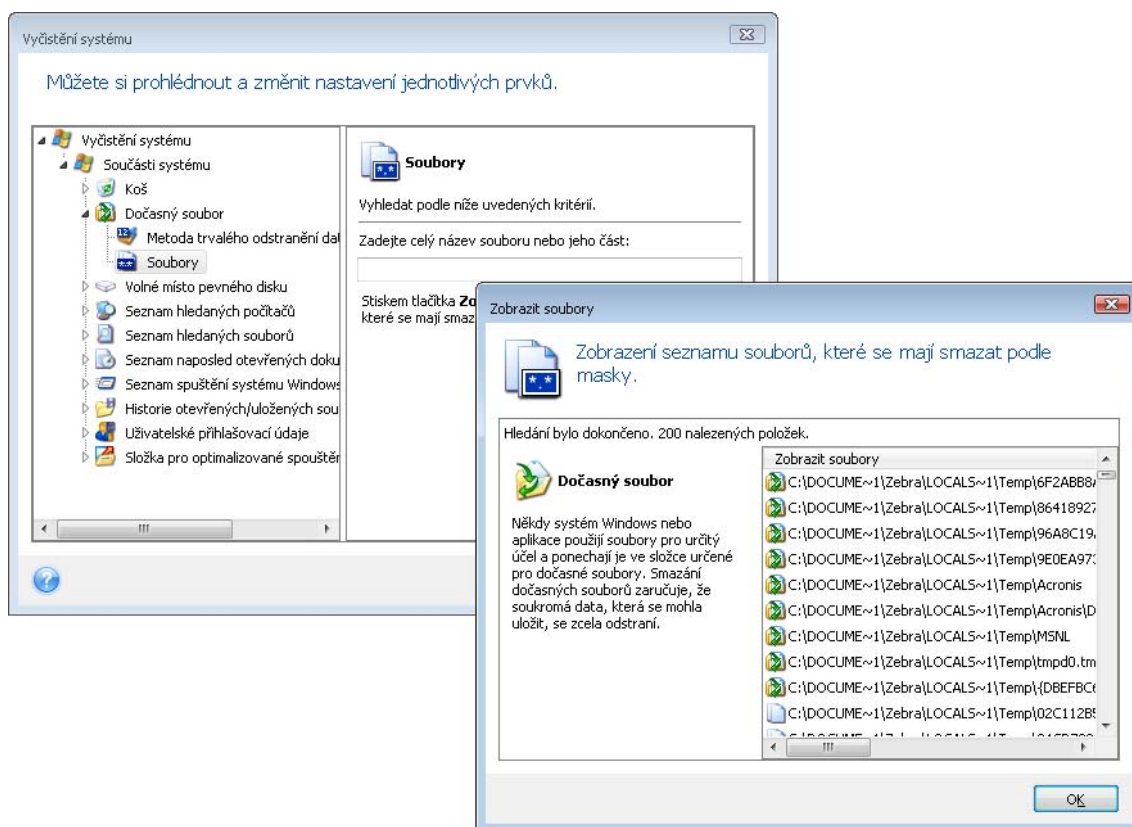 Vyčistění systému
Můžete si prohlédnout a změnit nastavení jednotlivých prvků.
Vyčistění systému
Součásti systému
Koš
Dočasný soubor
Metoda trvalého odstranění dat
Soubory
Volné místo pevného disku
Seznam hledaných počítačů
Seznam hledaných souborů
Seznam naposled otevřených doku
Seznam spuštění systému Windows
Historie otevřených/uložených sou
Uživatelské přihlašovací údaje
Složka pro optimalizované spouštěn
Soubory
Vyhledat podle níže uvedených kritérií.
Zadejte celý název souboru nebo jeho část:
Stiskem tlačítka Zo
které se mají smaz
Zobrazit soubory
Zobrazení seznamu souborů, které se mají smazat podle
masky.
Hledání bylo dokončeno. 200 nalezených položek.
Dočasný soubor
Někdy systém Windows nebo
aplikace použijí soubory pro určitý
účel a ponechají je ve složce určené
pro dočasné soubory. Smazání
dočasných souborů zaručuje, že
soukromá data, která se mohla
uložit, se zcela odstraní.
Zobrazit soubory
C:\DOCUME~1\Zebra\LOCALS~1\Temp\6F2ABB8
C:\DOCUME~1\Zebra\LOCALS~1\Temp\86418927
C:\DOCUME~1\Zebra\LOCALS~1\Temp\96A8C19
C:\DOCUME~1\Zebra\LOCALS~1\Temp\9E0EA97
C:\DOCUME~1\Zebra\LOCALS~1\Temp\Acronis
C:\DOCUME~1\Zebra\LOCALS~1\Temp\Acronis\D
C:\DOCUME~1\Zebra\LOCALS~1\Temp\MSNL
C:\DOCUME~1\Zebra\LOCALS~1\Temp\tmpd0.tm
C:\DOCUME~1\Zebra\LOCALS~1\Temp\{DBEFBC6
C:\DOCUME~1\Zebra\LOCALS~1\Temp\02C112B5
OK